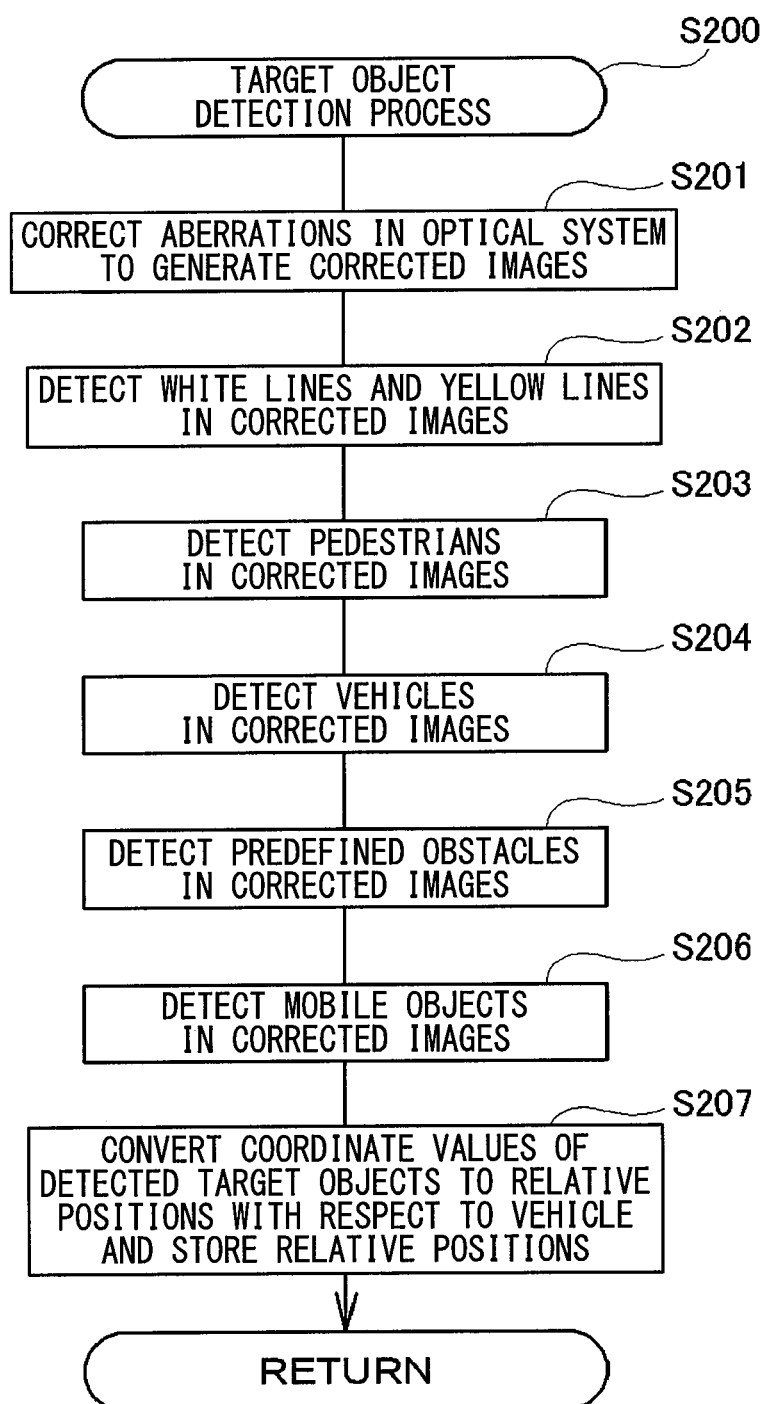 S200
TARGET OBJECT
DETECTION PROCESS
S201
CORRECT ABERRATIONS IN OPTICAL SYSTEM
TO GENERATE CORRECTED IMAGES
S202
DETECT WHITE LINES AND YELLOW LINES
IN CORRECTED IMAGES
S203
DETECT PEDESTRIANS
IN CORRECTED IMAGES
S204
DETECT VEHICLES
IN CORRECTED IMAGES
S205
DETECT PREDEFINED OBSTACLES
IN CORRECTED IMAGES
S206
DETECT MOBILE OBJECTS
IN CORRECTED IMAGES
S207
CONVERT COORDINATE VALUES OF
DETECTED TARGET OBJECTS TO RELATIVE
POSITIONS WITH RESPECT TO VEHICLE
AND STORE RELATIVE POSITIONS
RETURN